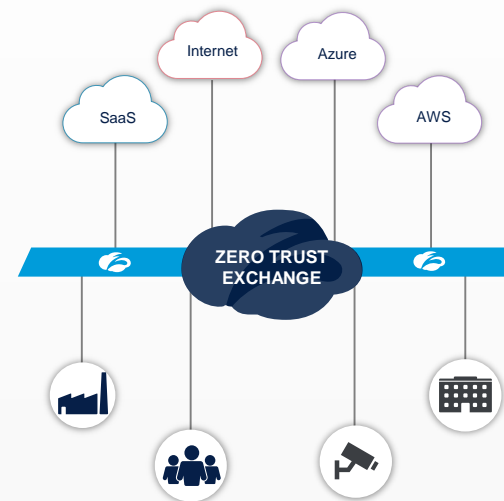 Internet
Azure
SaaS
AWS
ZERO TRUST
EXCHANGE